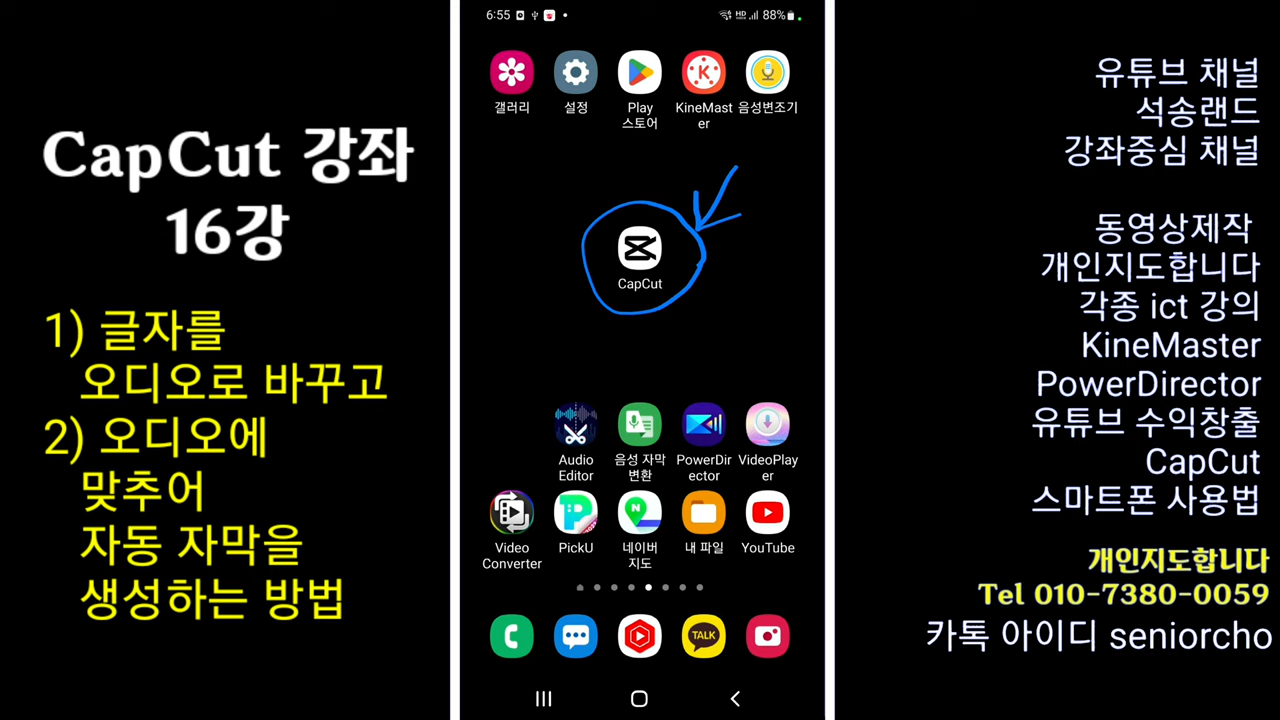 CapCut 강좌
16강
1) 글자를
오디오로 바꾸고
2) 오디오에
맞추어
자동 자막을
생성하는 방법
6:55
HD
88%
갤러리
설정
Play
스토어
KineMast
er
음성변조기
CapCut
Audio
Editor
음성 자막
변환
PowerDir
ector
VideoPlay
er
Video
Converter
PickU
네이버
지도
내 파일
YouTube
TALK
유튜브 채널
석송랜드
강좌중심 채널
동영상제작
개인지도합니다
각종 ict 강의
KineMaster
PowerDirector
유튜브 수익창출
CapCut
스마트폰 사용법
개인지도합니다
Tel 010-7380-0059
카톡 아이디 seniorcho